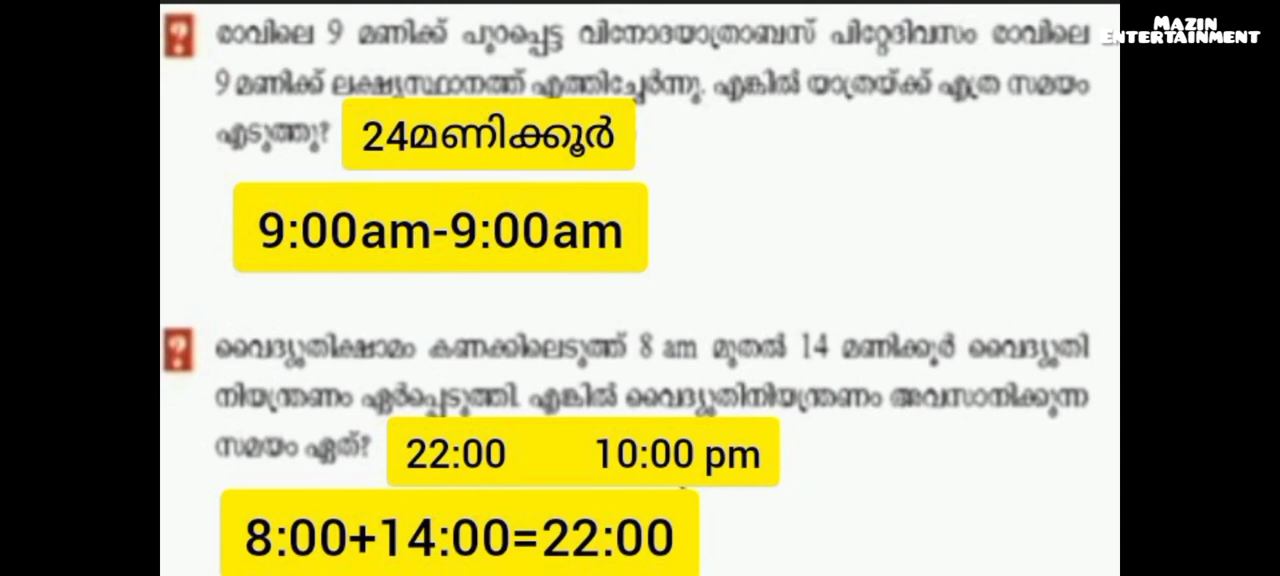 MAZIN
ENTERTAINMENT
? രാവിലെ 9 മണിക്ക് പുറപ്പെട്ട വിനോദയാത്രാബസ് പിറ്റേദിവസം രാവിലെ
9 മണിക്ക് ലക്ഷ്യസ്ഥാനത്ത് എത്തിച്ചേർന്നു. എങ്കിൽ യാത്രയ്ക്ക് എത്ര സമയം
എടുത്തു? 24മണിക്കൂർ
9:00am-9:00am
? വൈദ്യുതിക്ഷാമം കണക്കിലെടുത്ത് 8 am മുതൽ 14 മണിക്കൂർ വൈദ്യുതി
നിയന്ത്രണം ഏർപ്പെടുത്തി. എങ്കിൽ വൈദ്യുതിനിയന്ത്രണം അവസാനിക്കുന്ന
സമയം ഏത്? 22:00 10:00 pm
8:00+14:00=22:00